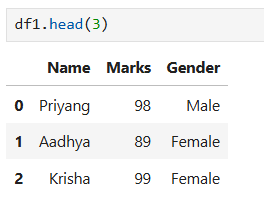 df1.head(3)
Name Marks Gender
0 Priyang 98 Male
1 Aadhya 89 Female
2 Krisha 99 Female